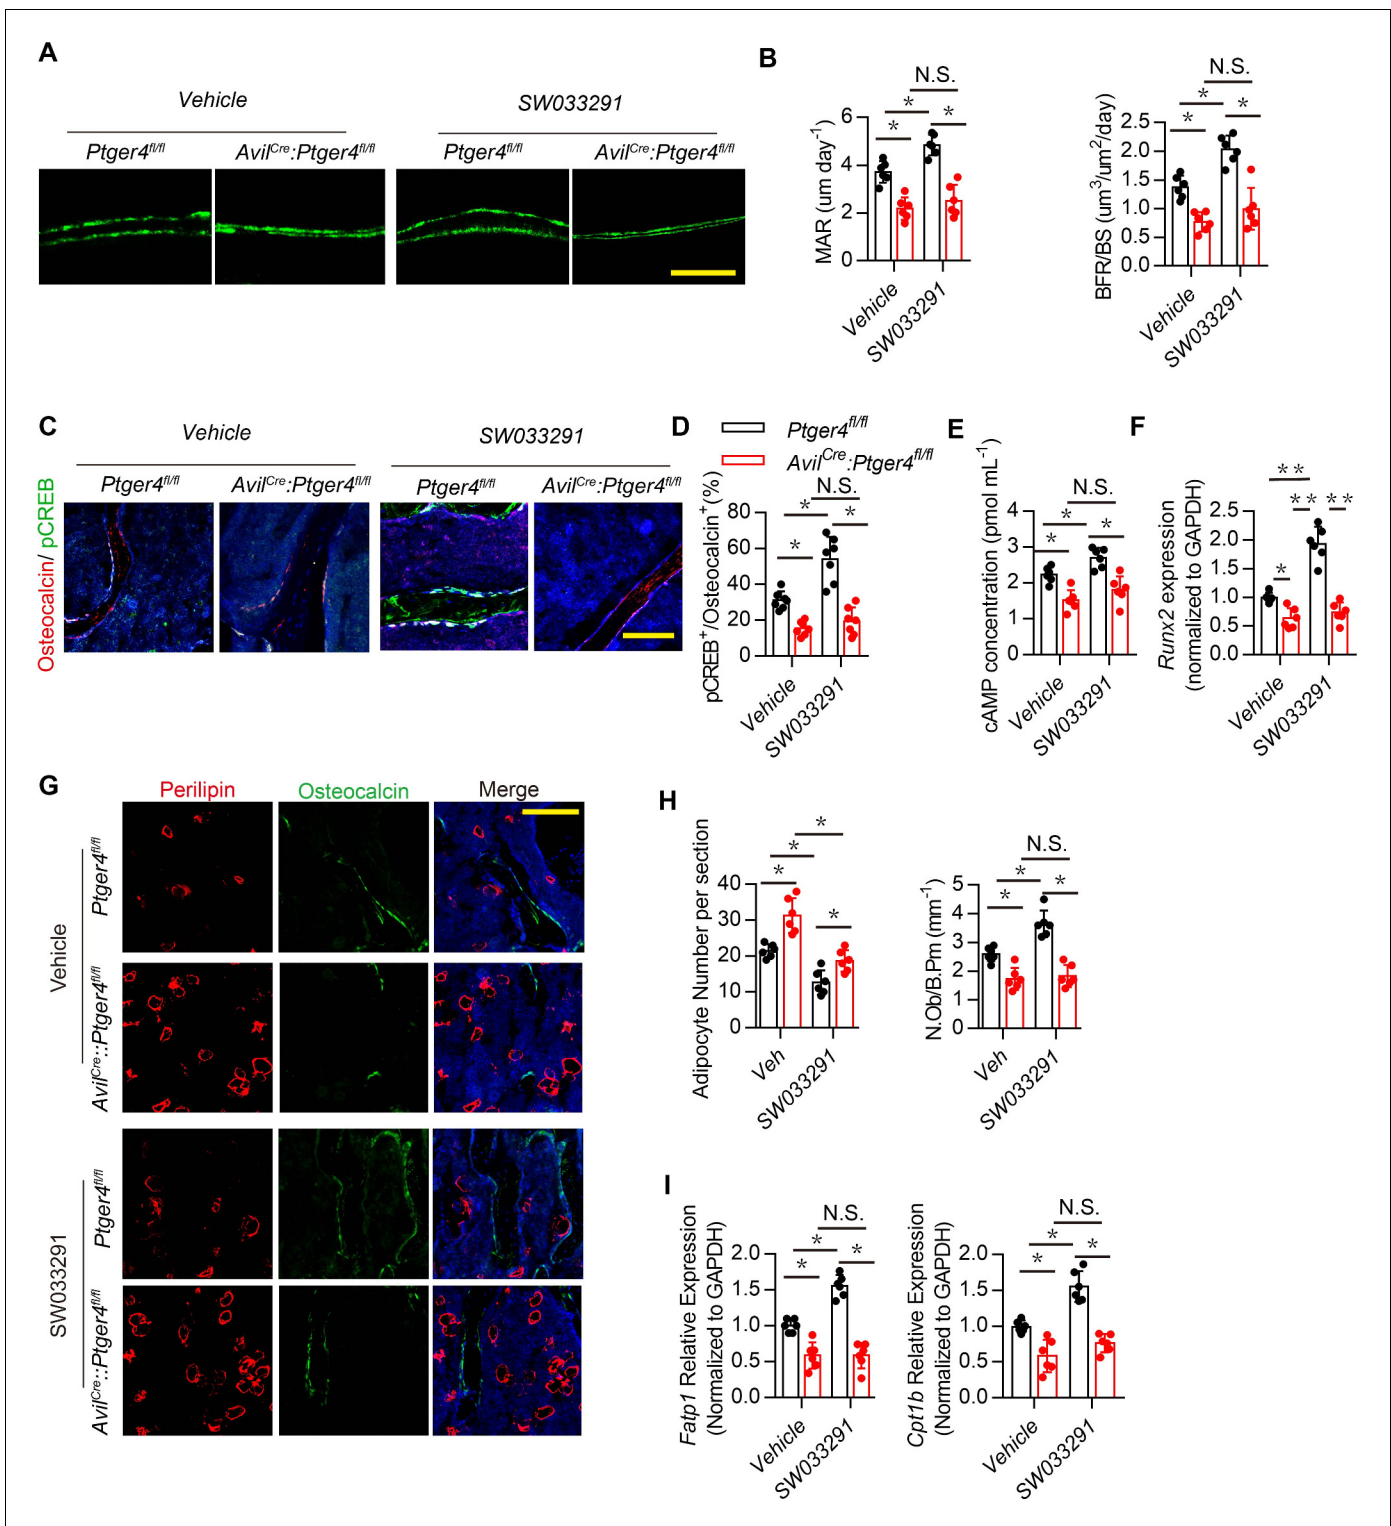 A
Vehicle
SW033291
Ptger4fl/fl
AvilCre:Ptger4fl/fl
Ptger4fl/fl
AvilCre:Ptger4fl/fl
B
N.S.
*
*
*
MAR (um day-1)
6
4
2
0
Vehicle
SW033291
N.S.
*
*
*
BFR/BS (um3/um2/day)
2.5
2.0
1.5
1.0
0.5
0.0
Vehicle
SW033291
C
Vehicle
SW033291
Ptger4fl/fl
AvilCre:Ptger4fl/fl
Ptger4fl/fl
AvilCre:Ptger4fl/fl
Osteocalcin/ pCREB
D
Ptger4fl/fl
AvilCre:Ptger4fl/fl
N.S.
*
*
*
pCREB+/Osteocalcin+(%)
80
60
40
20
0
Vehicle
SW033291
E
N.S.
*
*
*
cAMP concentration (pmol mL-1)
4
3
2
1
0
Vehicle
SW033291
F
**
** **
*
Runx2 expression
(normalized to GAPDH)
2.5
2.0
1.5
1.0
0.5
0.0
Vehicle
SW033291
G
Perilipin
Osteocalcin
Merge
Vehicle
Ptger4fl/fl
AvilCre::Ptger4fl/fl
SW033291
Ptger4fl/fl
AvilCre::Ptger4fl/fl
H
*
*
*
*
Adipocyte Number per section
40
30
20
10
0
Veh
SW033291
N.S.
*
*
*
N.Ob/B.Pm (mm-1)
5
4
3
2
1
0
Veh
SW033291
I
N.S.
*
*
*
Fatp1 Relative Expression
(Normalized to GAPDH)
2.0
1.5
1.0
0.5
0.0
Vehicle
SW033291
N.S.
*
*
*
Cpt1b Relative Expression
(Normalized to GAPDH)
2.0
1.5
1.0
0.5
0.0
Vehicle
SW033291